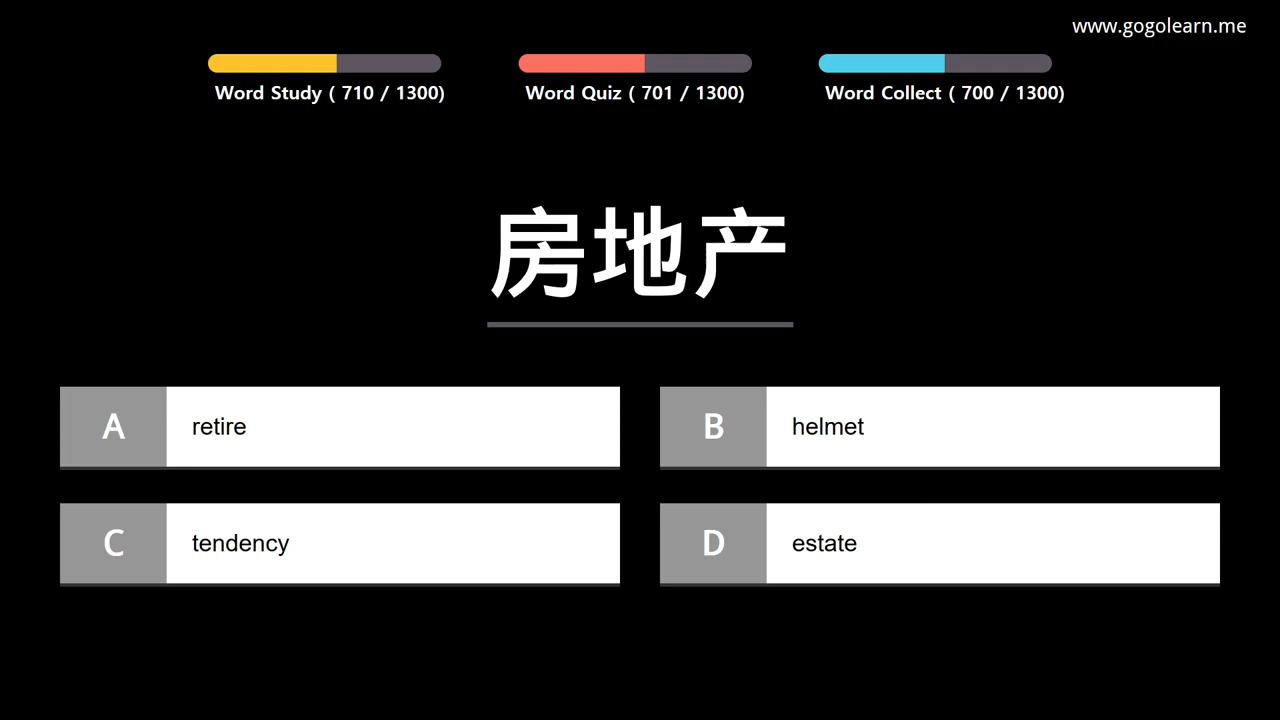 www.gogolearn.me
Word Study ( 710 / 1300)
Word Quiz ( 701 / 1300)
Word Collect ( 700 / 1300)
房地产
A retire
B helmet
C tendency
D estate